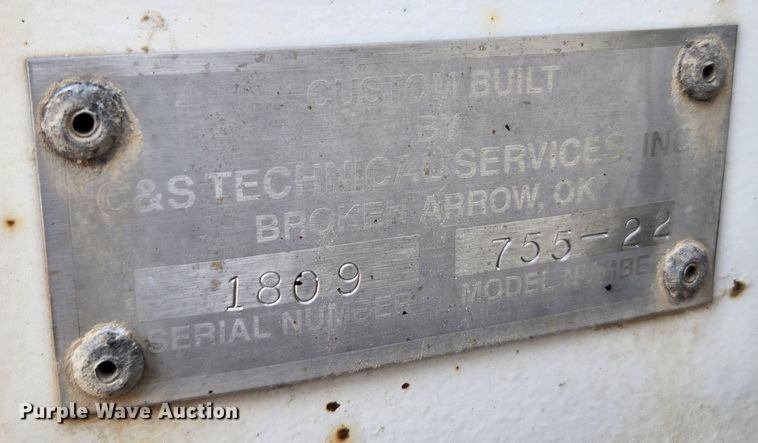 CUSTOM BUILT
BY
C&S TECHNICAL SERVICES, INC.
BROKEN ARROW, OK
1809 755-22
SERIAL NUMBER MODEL NUMBER
Purple Wave Auction